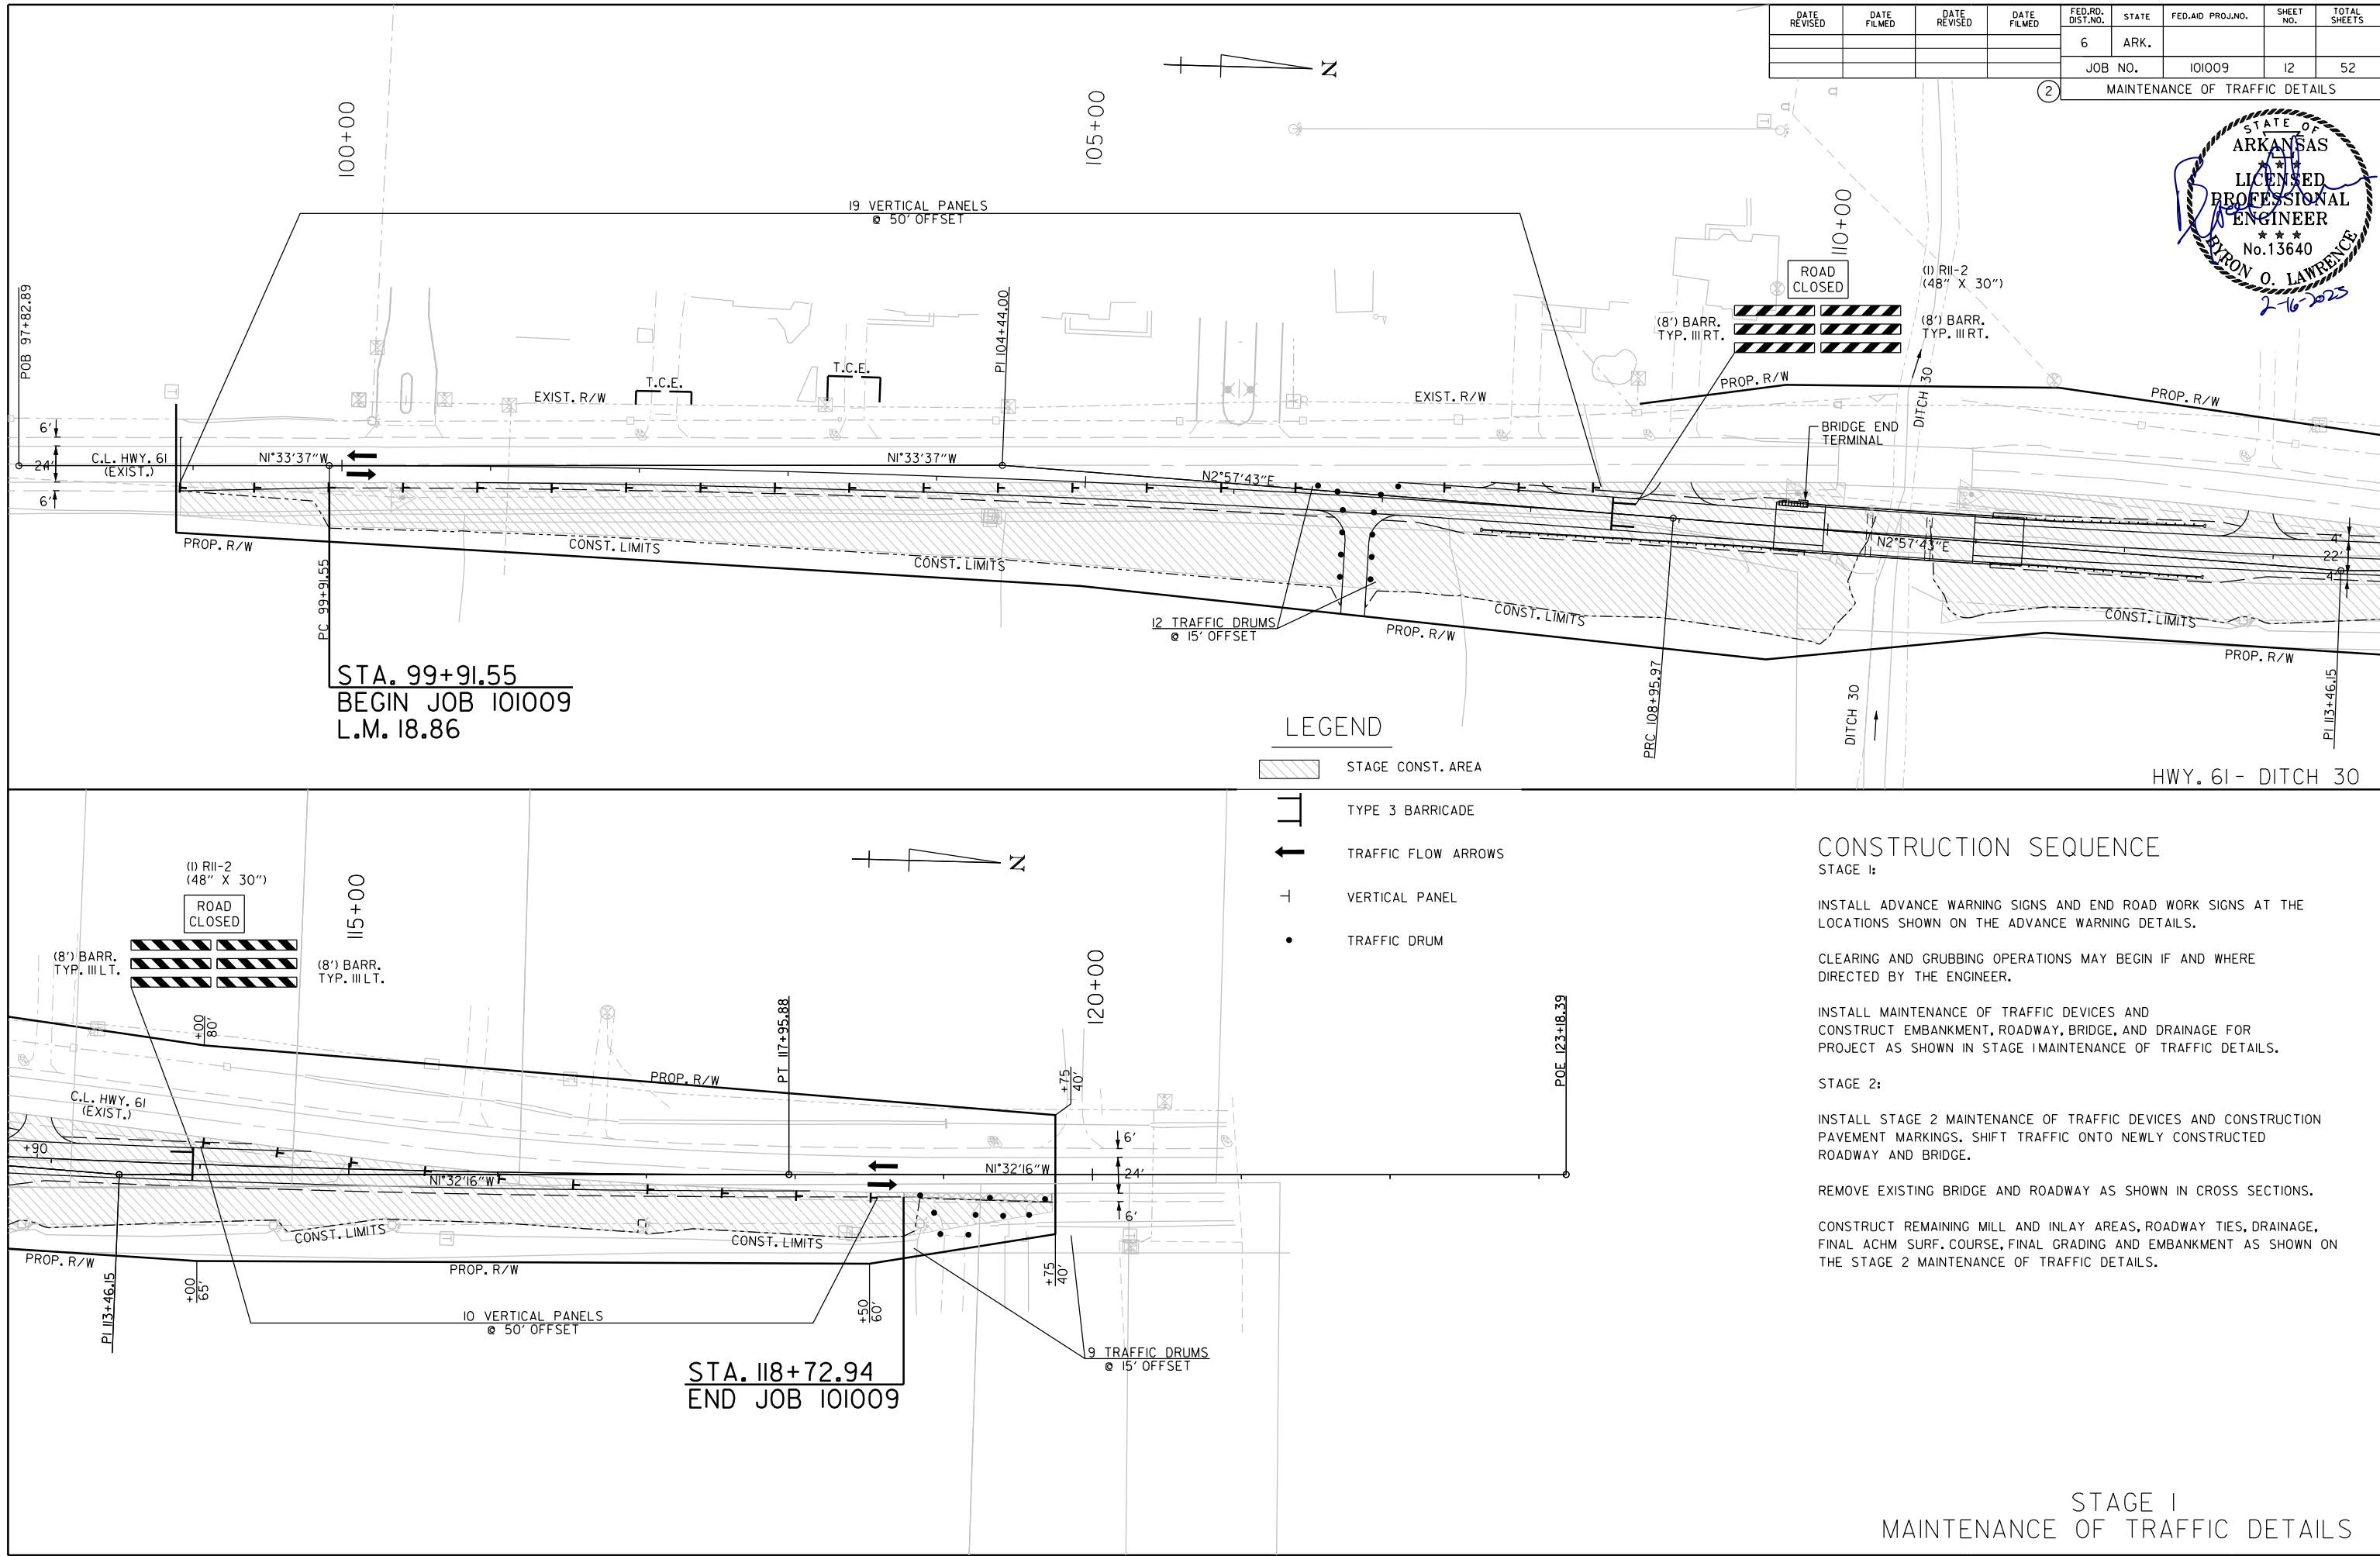 DATE REVISED
DATE FILMED
DATE REVISED
DATE FILMED
FED.RD. DIST.NO.
STATE
FED.AID PROJ.NO.
SHEET NO.
TOTAL SHEETS
6
ARK.
JOB NO.
101009
12
52
2
MAINTENANCE OF TRAFFIC DETAILS
STATE OF
ARKANSAS
★ ★ ★
LICENSED
PROFESSIONAL
ENGINEER
★ ★ ★
No.13640
BYRON O. LAWRENCE
2-16-2023
N
100+00
105+00
110+00
19 VERTICAL PANELS
@ 50' OFFSET
ROAD
CLOSED
(1) R11-2
(48" X 30")
(8') BARR.
TYP. III RT.
(8') BARR.
TYP. III RT.
POB 97+82.89
PI 104+44.00
T.C.E.
T.C.E.
EXIST. R/W
EXIST. R/W
PROP. R/W
PROP. R/W
DITCH 30
BRIDGE END
TERMINAL
6'
24'
6'
C.L. HWY. 61
(EXIST.)
N1°33'37"W
N1°33'37"W
N2°57'43"E
N2°57'43"E
4'
22'
4'
PROP. R/W
CONST. LIMITS
CONST. LIMITS
CONST. LIMITS
CONST. LIMITS
PC 99+91.55
12 TRAFFIC DRUMS
@ 15' OFFSET
PROP. R/W
PROP. R/W
STA. 99+91.55
BEGIN JOB 101009
L.M. 18.86
PRC 108+95.97
DITCH 30
PI 113+46.15
HWY. 61 - DITCH 30
LEGEND
STAGE CONST. AREA
TYPE 3 BARRICADE
TRAFFIC FLOW ARROWS
VERTICAL PANEL
TRAFFIC DRUM
(1) R11-2
(48" X 30")
ROAD
CLOSED
(8') BARR.
TYP. III LT.
(8') BARR.
TYP. III LT.
115+00
N
120+00
+00
80'
PT 117+95.88
POE 123+18.39
PROP. R/W
+75
40'
C.L. HWY. 61
(EXIST.)
+90
N1°32'16"W
N1°32'16"W
6'
24'
6'
CONST. LIMITS
CONST. LIMITS
PROP. R/W
PROP. R/W
PI 113+46.15
+00
65'
+50
60'
+75
40'
10 VERTICAL PANELS
@ 50' OFFSET
9 TRAFFIC DRUMS
@ 15' OFFSET
STA. 118+72.94
END JOB 101009
CONSTRUCTION SEQUENCE
STAGE 1:
INSTALL ADVANCE WARNING SIGNS AND END ROAD WORK SIGNS AT THE
LOCATIONS SHOWN ON THE ADVANCE WARNING DETAILS.
CLEARING AND GRUBBING OPERATIONS MAY BEGIN IF AND WHERE
DIRECTED BY THE ENGINEER.
INSTALL MAINTENANCE OF TRAFFIC DEVICES AND
CONSTRUCT EMBANKMENT, ROADWAY, BRIDGE, AND DRAINAGE FOR
PROJECT AS SHOWN IN STAGE 1 MAINTENANCE OF TRAFFIC DETAILS.
STAGE 2:
INSTALL STAGE 2 MAINTENANCE OF TRAFFIC DEVICES AND CONSTRUCTION
PAVEMENT MARKINGS. SHIFT TRAFFIC ONTO NEWLY CONSTRUCTED
ROADWAY AND BRIDGE.
REMOVE EXISTING BRIDGE AND ROADWAY AS SHOWN IN CROSS SECTIONS.
CONSTRUCT REMAINING MILL AND INLAY AREAS, ROADWAY TIES, DRAINAGE,
FINAL ACHM SURF. COURSE, FINAL GRADING AND EMBANKMENT AS SHOWN ON
THE STAGE 2 MAINTENANCE OF TRAFFIC DETAILS.
STAGE 1
MAINTENANCE OF TRAFFIC DETAILS